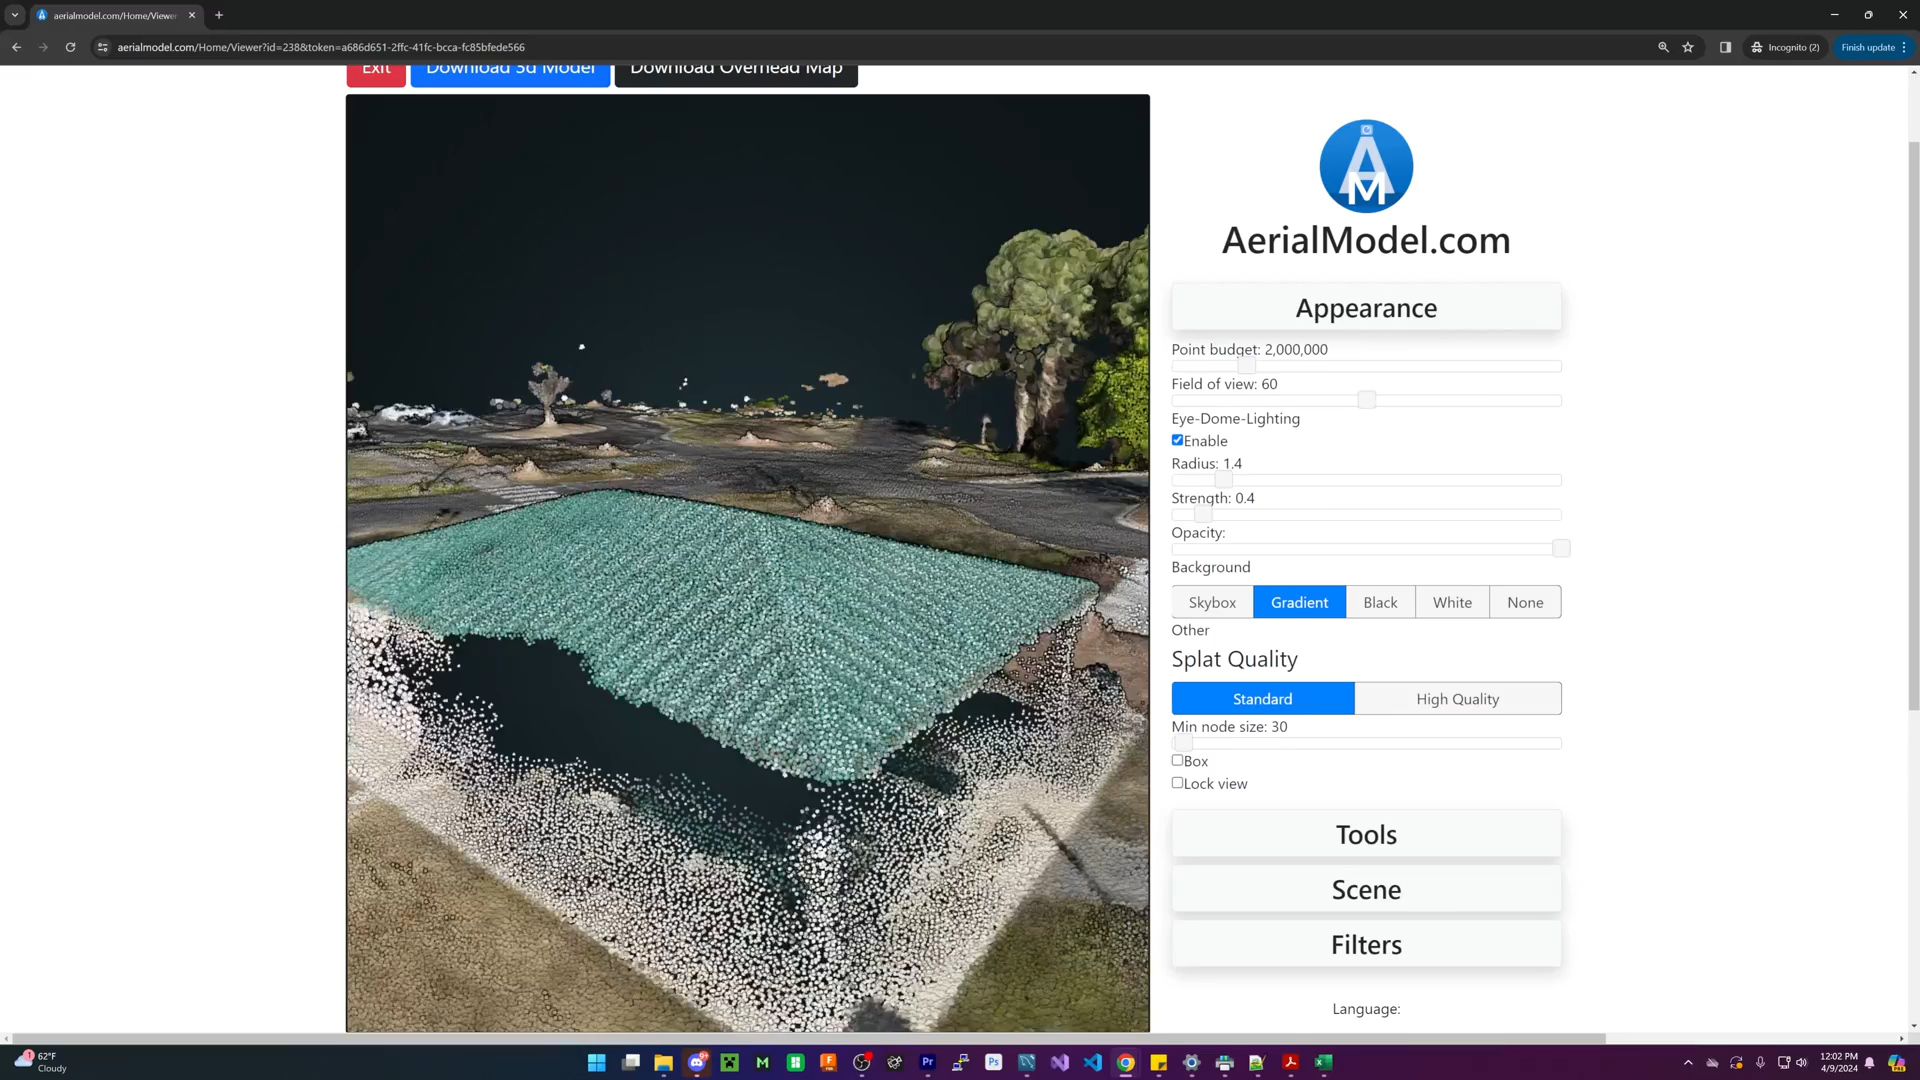 aerialmodel.com/Home/Viewer
aerialmodel.com/Home/Viewer?id=238&token=a686d651-2ffc-41fc-bcca-fc85bfede566
Incognito (2)
Finish update
Exit
Download 3d Model
Download Overhead Map
AM
AerialModel.com
Appearance
Point budget: 2,000,000
Field of view: 60
Eye-Dome-Lighting
Enable
Radius: 1.4
Strength: 0.4
Opacity:
Background
Skybox
Gradient
Black
White
None
Other
Splat Quality
Standard
High Quality
Min node size: 30
Box
Lock view
Tools
Scene
Filters
Language:
1
62°F
Cloudy
M
F
Pr
Ps
12:02 PM
4/9/2024